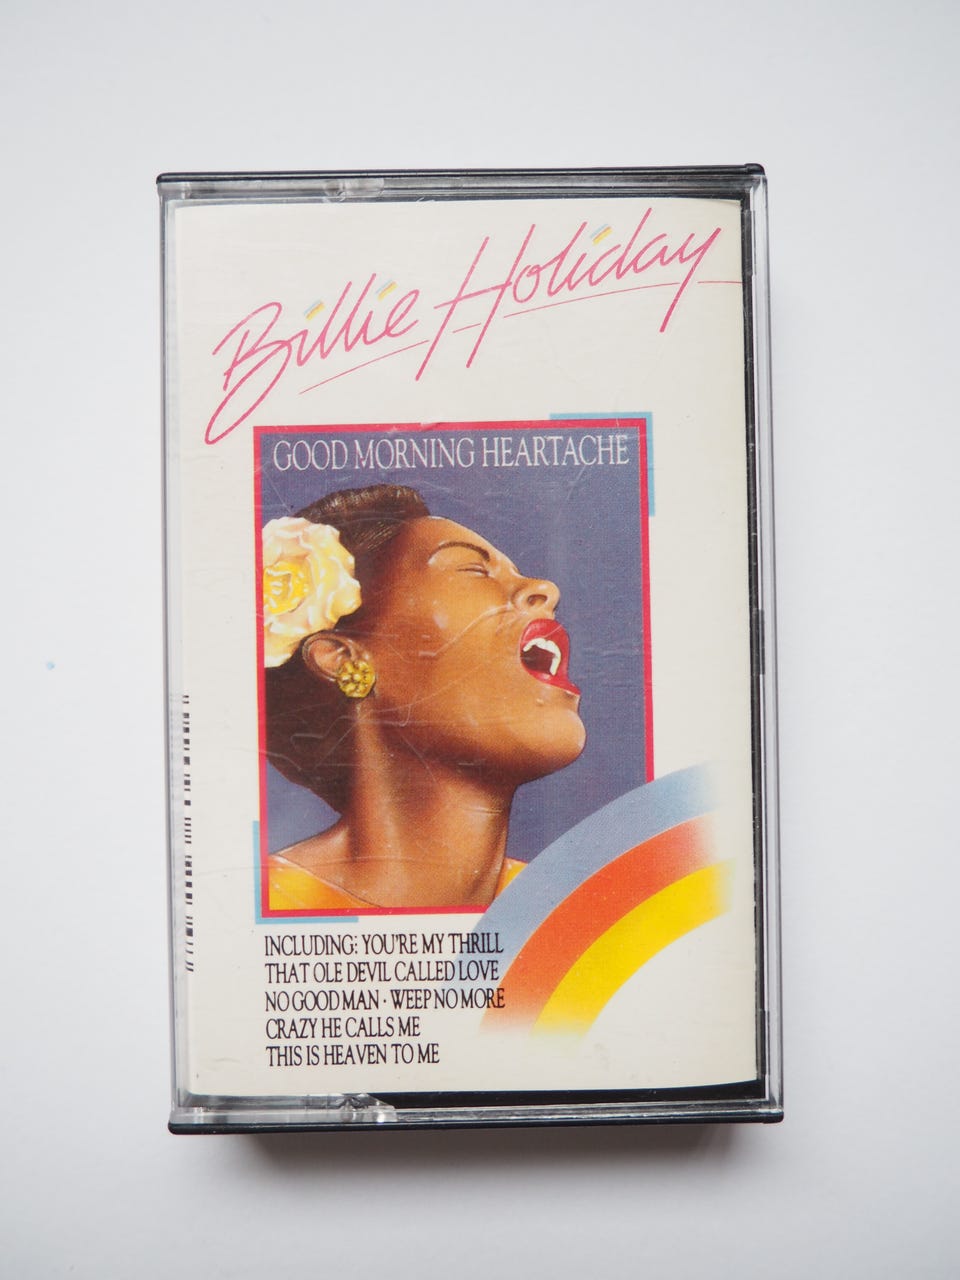 Billie Holiday
GOOD MORNING HEARTACHE
INCLUDING: YOU'RE MY THRILL
THAT OLE DEVIL CALLED LOVE
NO GOOD MAN · WEEP NO MORE
CRAZY HE CALLS ME
THIS IS HEAVEN TO ME